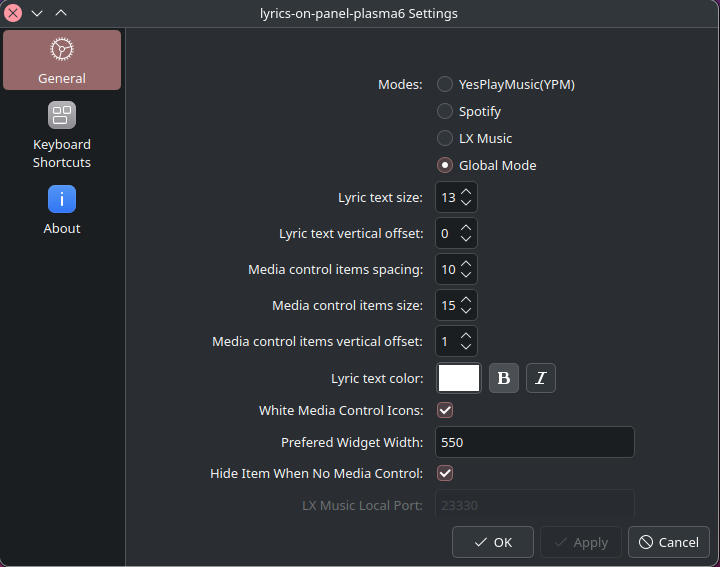 lyrics-on-panel-plasma6 Settings
General
Keyboard
Shortcuts
i
About
Modes: YesPlayMusic(YPM)
Spotify
LX Music
Global Mode
Lyric text size: 13
Lyric text vertical offset: 0
Media control items spacing: 10
Media control items size: 15
Media control items vertical offset: 1
Lyric text color: B I
White Media Control Icons:
Prefered Widget Width: 550
Hide Item When No Media Control:
LX Music Local Port: 23330
OK Apply Cancel